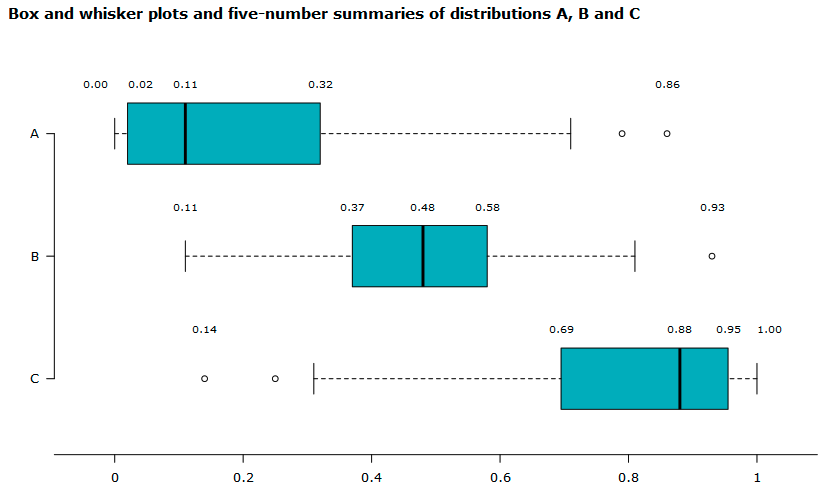 Box and whisker plots and five-number summaries of distributions A, B and C
0.00 0.02 0.11 0.32 0.86
A
0.11 0.37 0.48 0.58 0.93
B
0.14 0.69 0.88 0.95 1.00
C
0 0.2 0.4 0.6 0.8 1